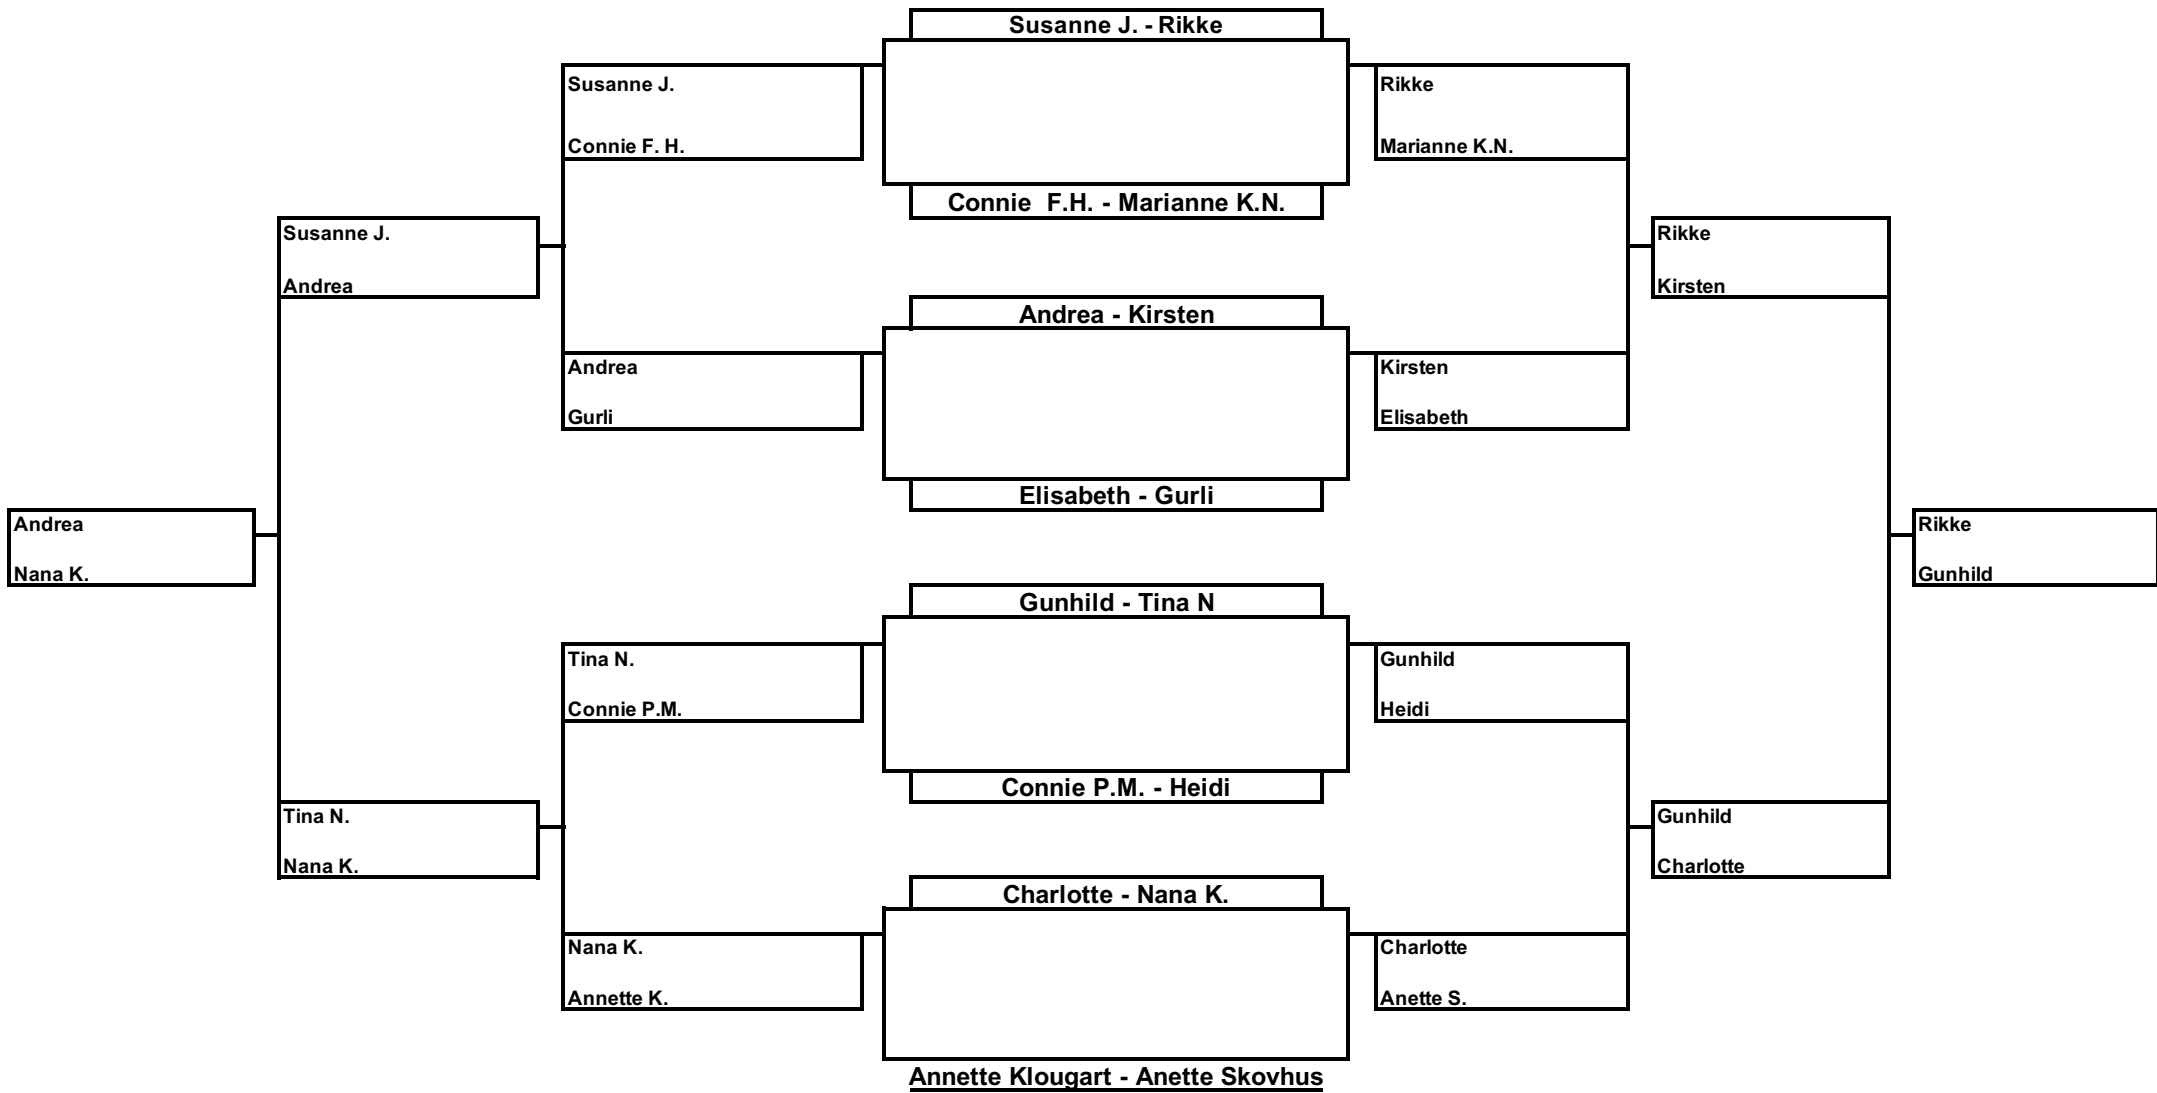 Susanne J. - Rikke
Susanne J.
Rikke
Connie F. H.
Marianne K.N.
Connie  F.H. - Marianne K.N.
Susanne J.
Rikke
Andrea
Kirsten
Andrea - Kirsten
Andrea
Kirsten
Gurli
Elisabeth
Elisabeth - Gurli
Andrea
Rikke
Nana K.
Gunhild
Gunhild - Tina N
Tina N.
Gunhild
Connie P.M.
Heidi
Connie P.M. - Heidi
Tina N.
Gunhild
Nana K.
Charlotte
Charlotte - Nana K.
Nana K.
Charlotte
Annette K.
Anette S.
Annette Klougart - Anette Skovhus